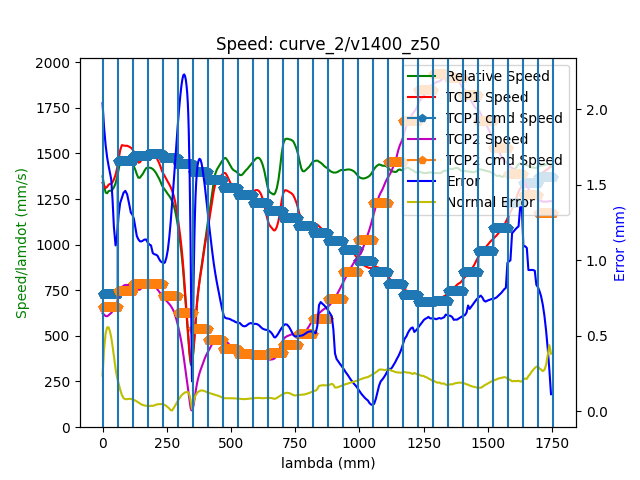 Speed: curve_2/v1400_z50
2000
1750
1500
1250
1000
750
500
250
0
Speed/lamdot (mm/s)
Relative Speed
TCP1 Speed
TCP1 cmd Speed
TCP2 Speed
TCP2 cmd Speed
Error
Normal Error
2.0
1.5
1.0
0.5
0.0
Error (mm)
0 250 500 750 1000 1250 1500 1750
lambda (mm)